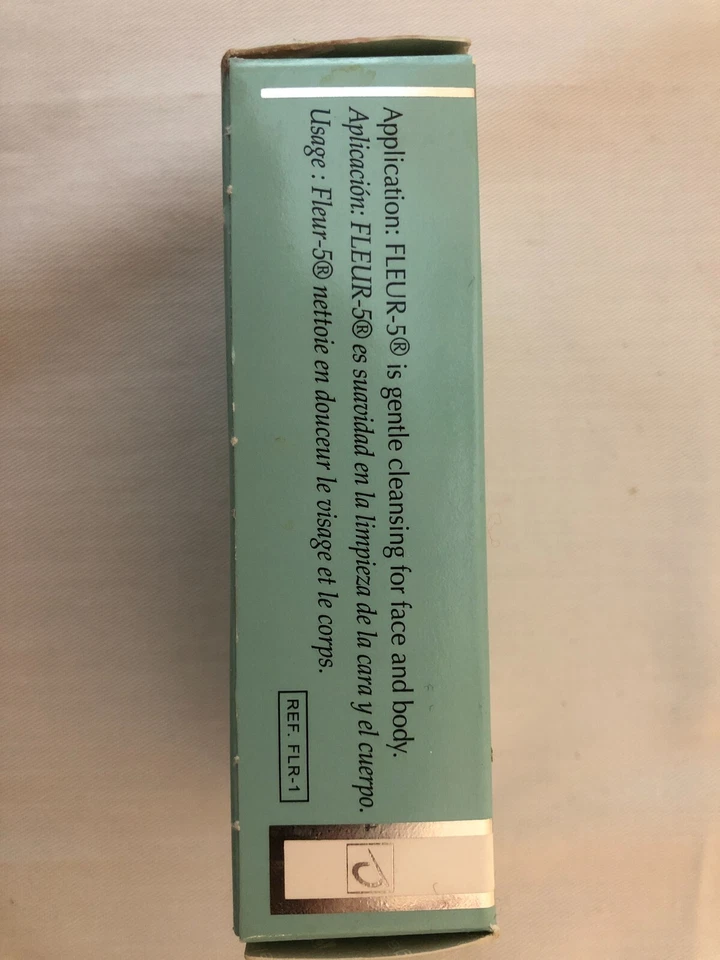 Application: FLEUR-5® is gentle cleansing for face and body.
Aplicación: FLEUR-5® es suavidad en la limpieza de la cara y el cuerpo.
Usage : Fleur-5® nettoie en douceur le visage et le corps.
REF. FLR-1